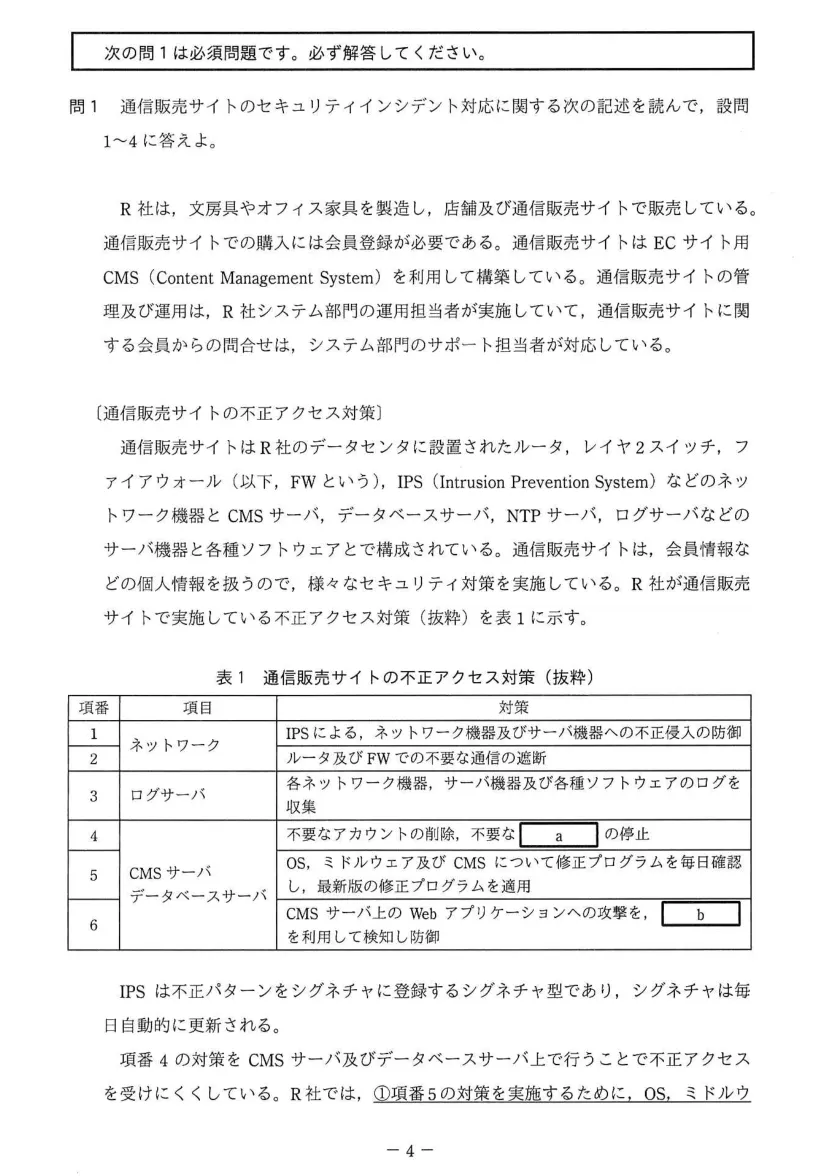 次の問1は必須問題です。必ず解答してください。
問1 通信販売サイトのセキュリティインシデント対応に関する次の記述を読んで，設問
1～4に答えよ。
R社は，文房具やオフィス家具を製造し，店舗及び通信販売サイトで販売している。
通信販売サイトでの購入には会員登録が必要である。通信販売サイトはECサイト用
CMS（Content Management System）を利用して構築している。通信販売サイトの管
理及び運用は，R社システム部門の運用担当者が実施していて，通信販売サイトに関
する会員からの問合せは，システム部門のサポート担当者が対応している。
〔通信販売サイトの不正アクセス対策〕
通信販売サイトはR社のデータセンタに設置されたルータ，レイヤ2スイッチ，フ
ァイアウォール（以下，FWという），IPS（Intrusion Prevention System）などのネッ
トワーク機器とCMSサーバ，データベースサーバ，NTPサーバ，ログサーバなどの
サーバ機器と各種ソフトウェアとで構成されている。通信販売サイトは，会員情報な
どの個人情報を扱うので，様々なセキュリティ対策を実施している。R社が通信販売
サイトで実施している不正アクセス対策（抜粋）を表1に示す。
表1 通信販売サイトの不正アクセス対策（抜粋）
項番 項目 対策
1 ネットワーク IPSによる，ネットワーク機器及びサーバ機器への不正侵入の防御
2 ルータ及びFWでの不要な通信の遮断
3 ログサーバ 各ネットワーク機器，サーバ機器及び各種ソフトウェアのログを
収集
4 不要なアカウントの削除，不要な a の停止
5 CMSサーバ OS，ミドルウェア及びCMSについて修正プログラムを毎日確認
データベースサーバ し，最新版の修正プログラムを適用
6 CMSサーバ上のWebアプリケーションへの攻撃を， b
を利用して検知し防御
IPSは不正パターンをシグネチャに登録するシグネチャ型であり，シグネチャは毎
日自動的に更新される。
項番4の対策をCMSサーバ及びデータベースサーバ上で行うことで不正アクセス
を受けにくくしている。R社では，①項番5の対策を実施するために，OS，ミドルウ
－4－